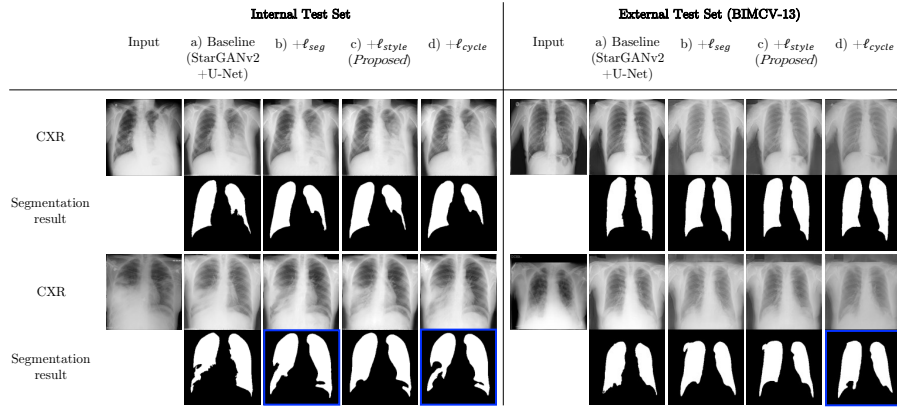 Internal Test Set
External Test Set (BIMCV-13)
Input
a) Baseline
(StarGANv2
+U-Net)
b) +ℓseg
c) +ℓstyle
(Proposed)
d) +ℓcycle
Input
a) Baseline
(StarGANv2
+U-Net)
b) +ℓseg
c) +ℓstyle
(Proposed)
d) +ℓcycle
CXR
Segmentation
result
CXR
Segmentation
result